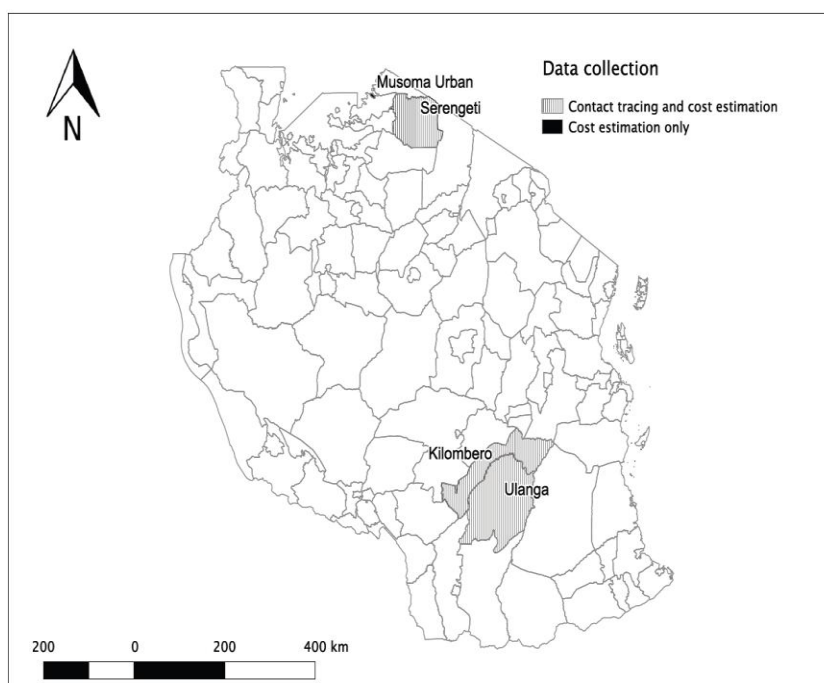 Musoma Urban
Serengeti
Data collection
Contact tracing and cost estimation
Cost estimation only
N
Kilombero
Ulanga
200 0 200 400 km